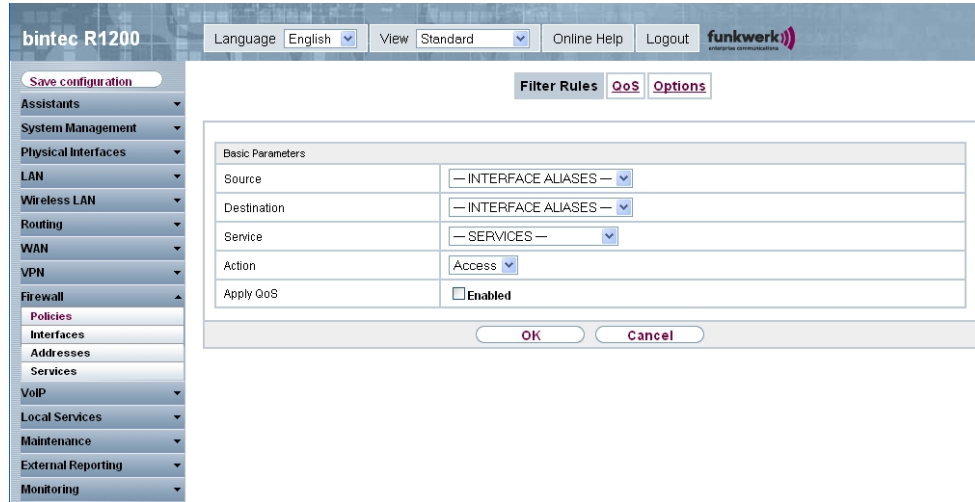 bintec R1200
Language English View Standard Online Help Logout funkwerk
enterprise communications
Save configuration
Filter Rules QoS Options
Assistants
System Management
Physical Interfaces
LAN
Wireless LAN
Routing
WAN
VPN
Firewall
Policies
Interfaces
Addresses
Services
VoIP
Local Services
Maintenance
External Reporting
Monitoring
Basic Parameters
Source — INTERFACE ALIASES —
Destination — INTERFACE ALIASES —
Service — SERVICES —
Action Access
Apply QoS Enabled
OK Cancel